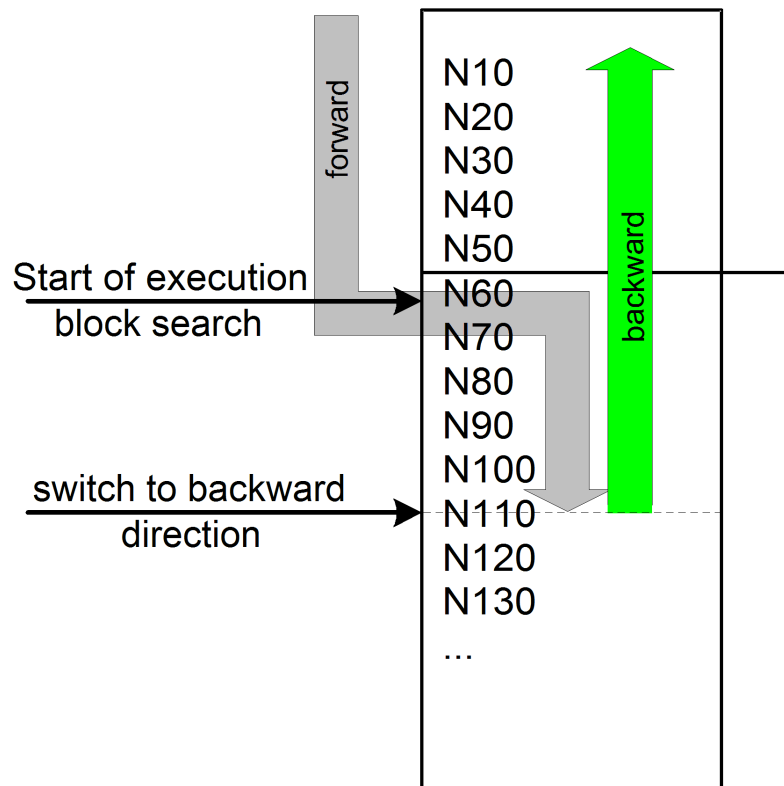 forward
N10
N20
N30
N40
N50
Start of execution
block search
N60
backward
N70
N80
N90
N100
switch to backward
direction
N110
N120
N130
...